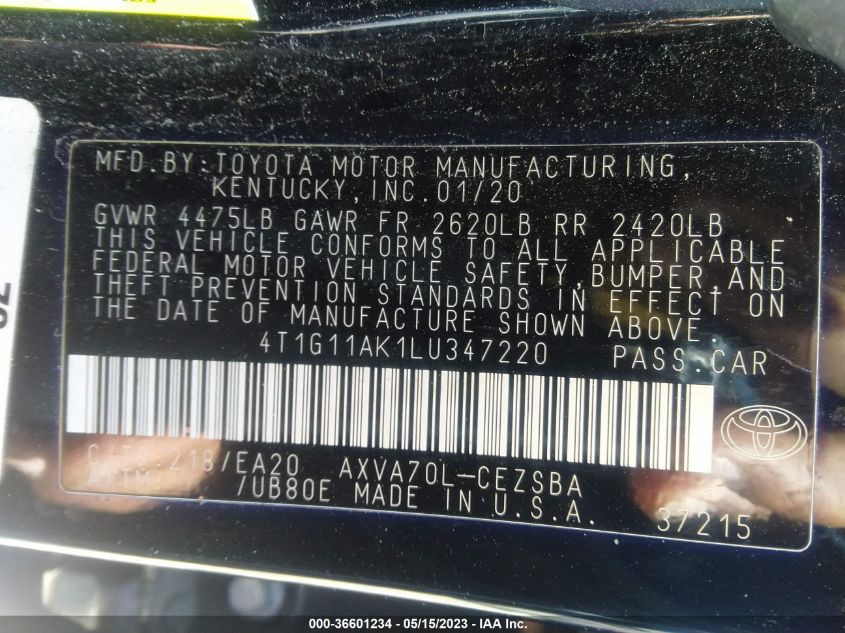 MFD.BY:TOYOTA MOTOR MANUFACTURING,
KENTUCKY,INC.01/20
GVWR 4475LB GAWR FR 2620LB RR 2420LB
THIS VEHICLE CONFORMS TO ALL APPLICABLE
FEDERAL MOTOR VEHICLE SAFETY,BUMPER,AND
THEFT PREVENTION STANDARDS IN EFFECT ON
THE DATE OF MANUFACTURE SHOWN ABOVE.
4T1G11AK1LU347220 PASS.CAR
C/TR:218/EA20 AXVA70L-CEZSBA
A/TM: /UB80E MADE IN U.S.A. 37215
000-36601234 - 05/15/2023 - IAA Inc.